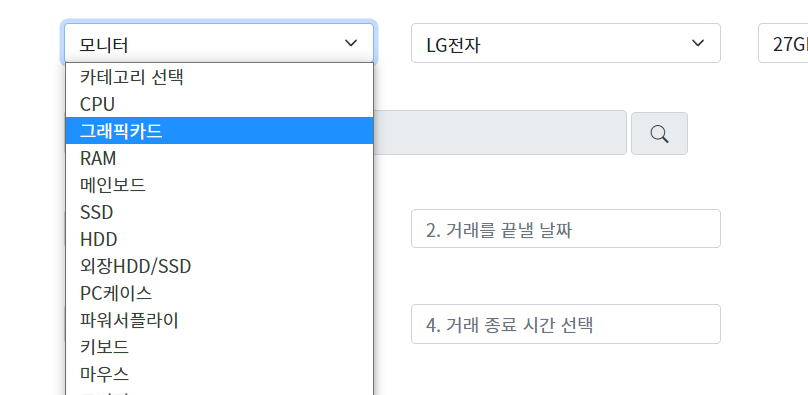 모니터
LG전자
카테고리 선택
CPU
그래픽카드
RAM
메인보드
SSD
HDD
외장HDD/SSD
PC케이스
파워서플라이
키보드
마우스
2. 거래를 끝낼 날짜
4. 거래 종료 시간 선택